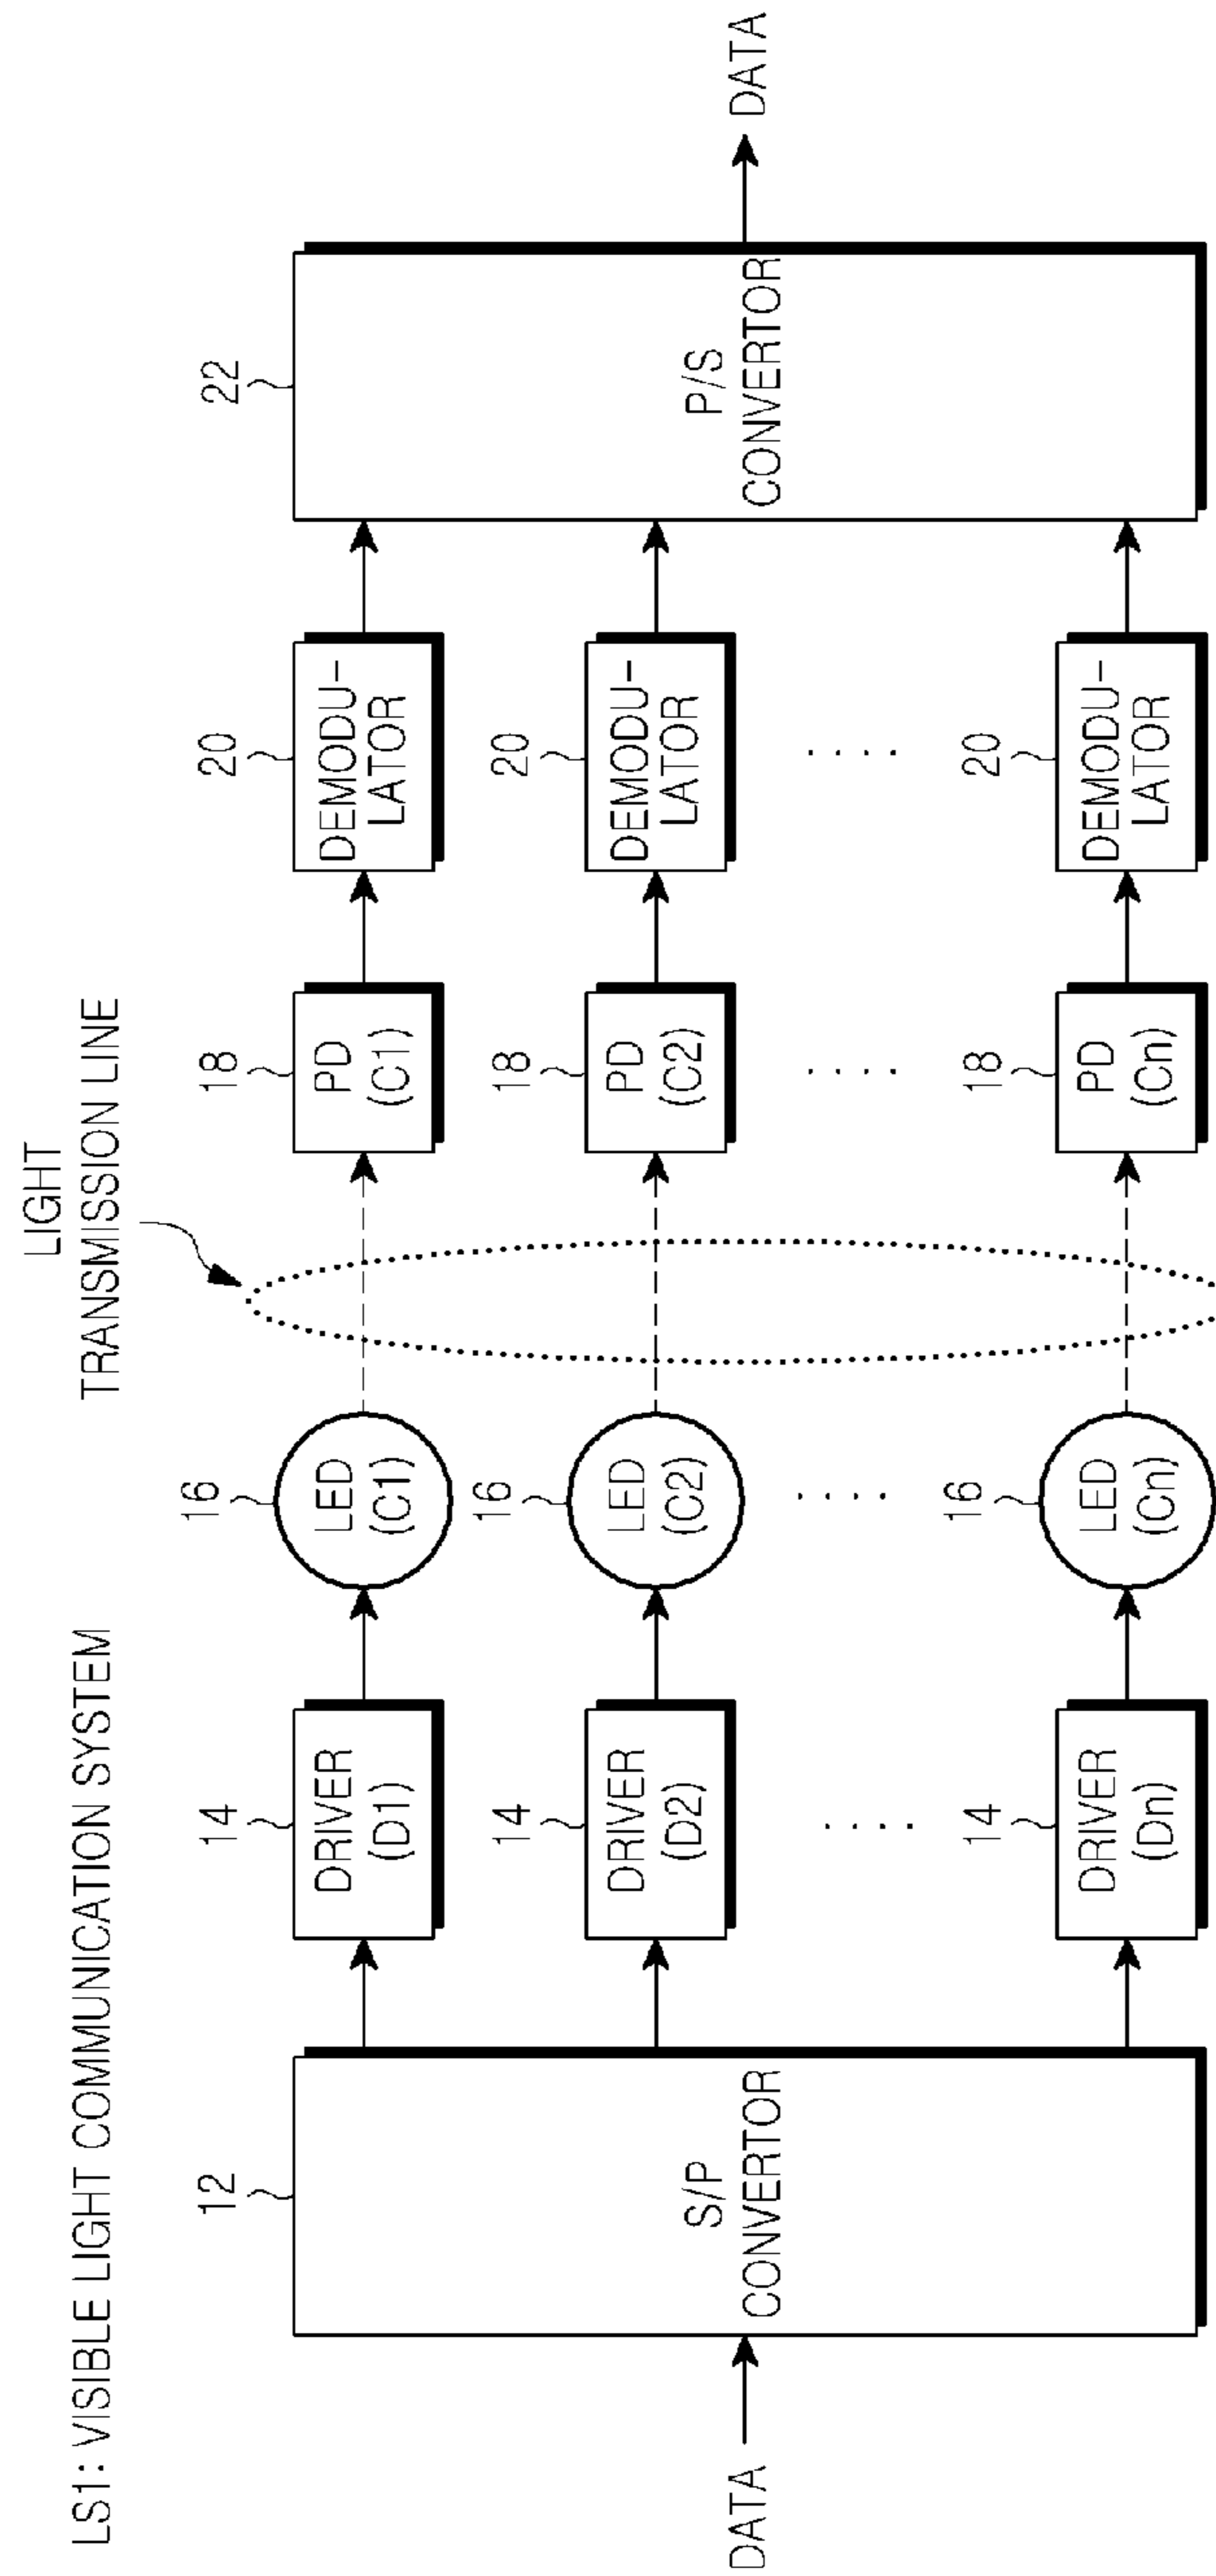 LS1: VISIBLE LIGHT COMMUNICATION SYSTEM
LIGHT
TRANSMISSION LINE
DATA
12
S/P
CONVERTOR
14
DRIVER
(D1)
16
LED
(C1)
18
PD
(C1)
20
DEMODU-
LATOR
14
DRIVER
(D2)
16
LED
(C2)
18
PD
(C2)
20
DEMODU-
LATOR
. . . .
. . . .
. . . .
. . . .
14
DRIVER
(Dn)
16
LED
(Cn)
18
PD
(Cn)
20
DEMODU-
LATOR
22
P/S
CONVERTOR
DATA